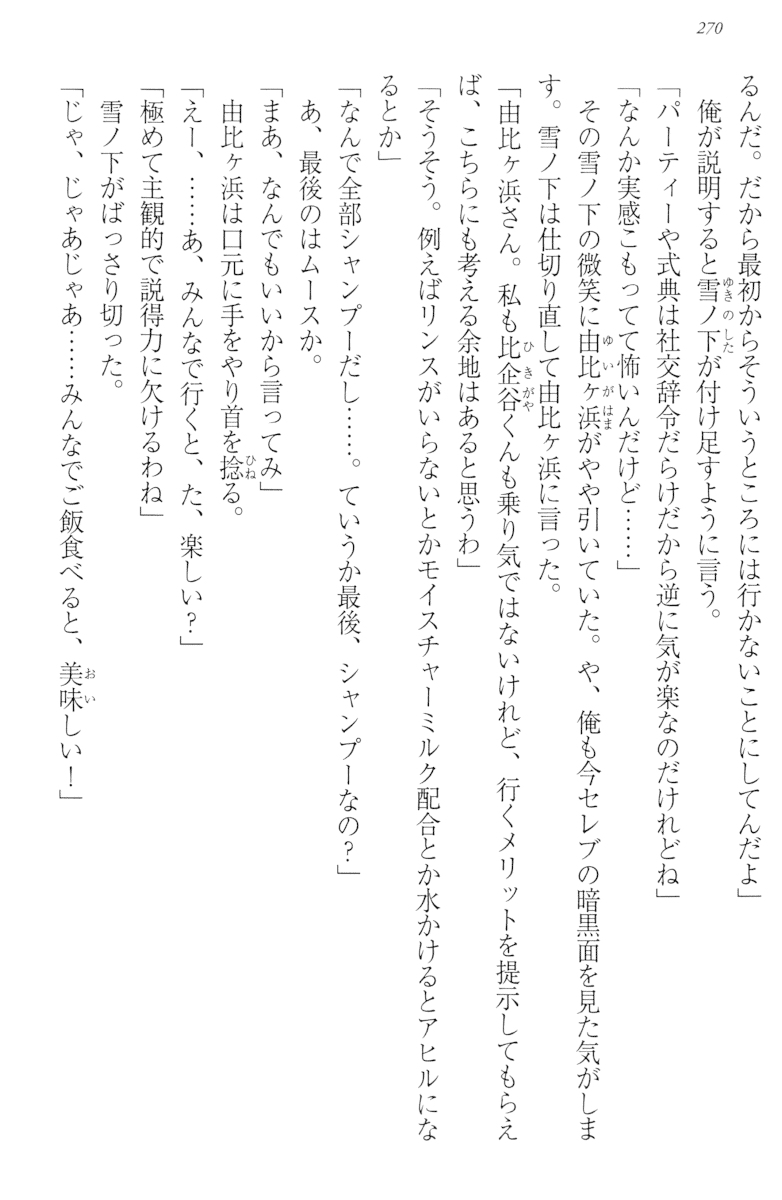 270
るんだ。だから最初からそういうところには行かないことにしてんだよ」
　俺が説明すると雪ノ下が付け足すように言う。
「パーティーや式典は社交辞令だらけだから逆に気が楽なのだけれどね」
「なんか実感こもってて怖いんだけど……」
　その雪ノ下の微笑に由比ヶ浜がやや引いていた。や、俺も今セレブの暗黒面を見た気がしま
す。雪ノ下は仕切り直して由比ヶ浜に言った。
「由比ヶ浜さん。私も比企谷くんも乗り気ではないけれど、行くメリットを提示してもらえ
ば、こちらにも考える余地はあると思うわ」
「そうそう。例えばリンスがいらないとかモイスチャーミルク配合とか水かけるとアヒルにな
るとか」
「なんで全部シャンプーだし……。ていうか最後、シャンプーなの？」
　あ、最後のはムースか。
「まあ、なんでもいいから言ってみ」
　由比ヶ浜は口元に手をやり首を捻る。
「えー、……あ、みんなで行くと、た、楽しい？」
「極めて主観的で説得力に欠けるわね」
　雪ノ下がばっさり切った。
「じゃ、じゃあじゃあ……みんなでご飯食べると、美味しい！」